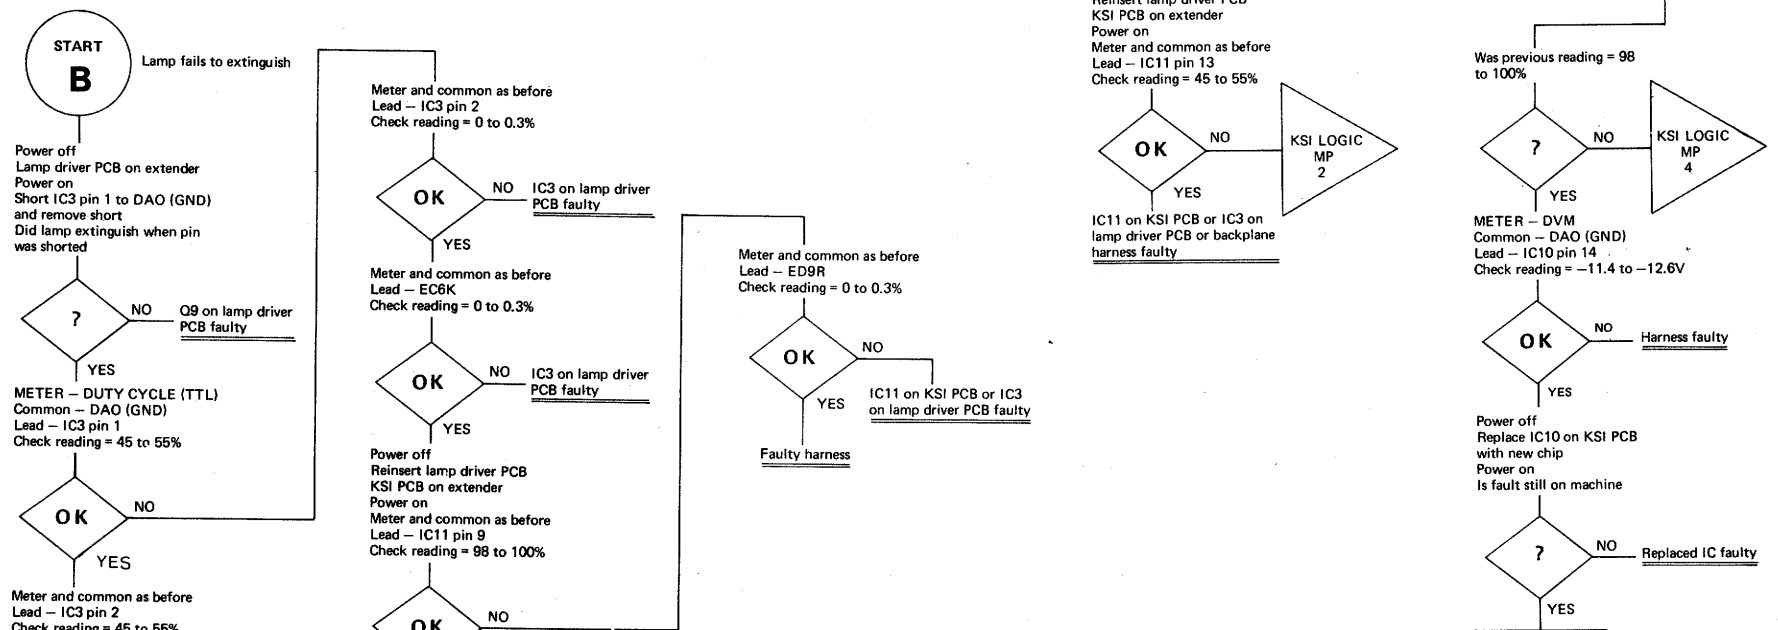 START
B
Lamp fails to extinguish
Power off
Lamp driver PCB on extender
Power on
Short IC3 pin 1 to DAO (GND)
and remove short
Did lamp extinguish when pin
was shorted
?
NO
Q9 on lamp driver
PCB faulty
YES
METER – DUTY CYCLE (TTL)
Common – DAO (GND)
Lead – IC3 pin 1
Check reading = 45 to 55%
OK
NO
YES
Meter and common as before
Lead – IC3 pin 2
Check reading = 45 to 55%
Meter and common as before
Lead – IC3 pin 2
Check reading = 0 to 0.3%
OK
NO
IC3 on lamp driver
PCB faulty
YES
Meter and common as before
Lead – EC6K
Check reading = 0 to 0.3%
OK
NO
IC3 on lamp driver
PCB faulty
YES
Power off
Reinsert lamp driver PCB
KSI PCB on extender
Power on
Meter and common as before
Lead – IC11 pin 9
Check reading = 98 to 100%
OK
NO
Meter and common as before
Lead – ED9R
Check reading = 0 to 0.3%
OK
NO
IC11 on KSI PCB or IC3
on lamp driver PCB faulty
YES
Faulty harness
Reinsert lamp driver PCB
KSI PCB on extender
Power on
Meter and common as before
Lead – IC11 pin 13
Check reading = 45 to 55%
OK
NO
KSI LOGIC
MP
2
YES
IC11 on KSI PCB or IC3 on
lamp driver PCB or backplane
harness faulty
Was previous reading = 98
to 100%
?
NO
KSI LOGIC
MP
4
YES
METER – DVM
Common – DAO (GND)
Lead – IC10 pin 14
Check reading = –11.4 to –12.6V
OK
NO
Harness faulty
YES
Power off
Replace IC10 on KSI PCB
with new chip
Power on
Is fault still on machine
?
NO
Replaced IC faulty
YES